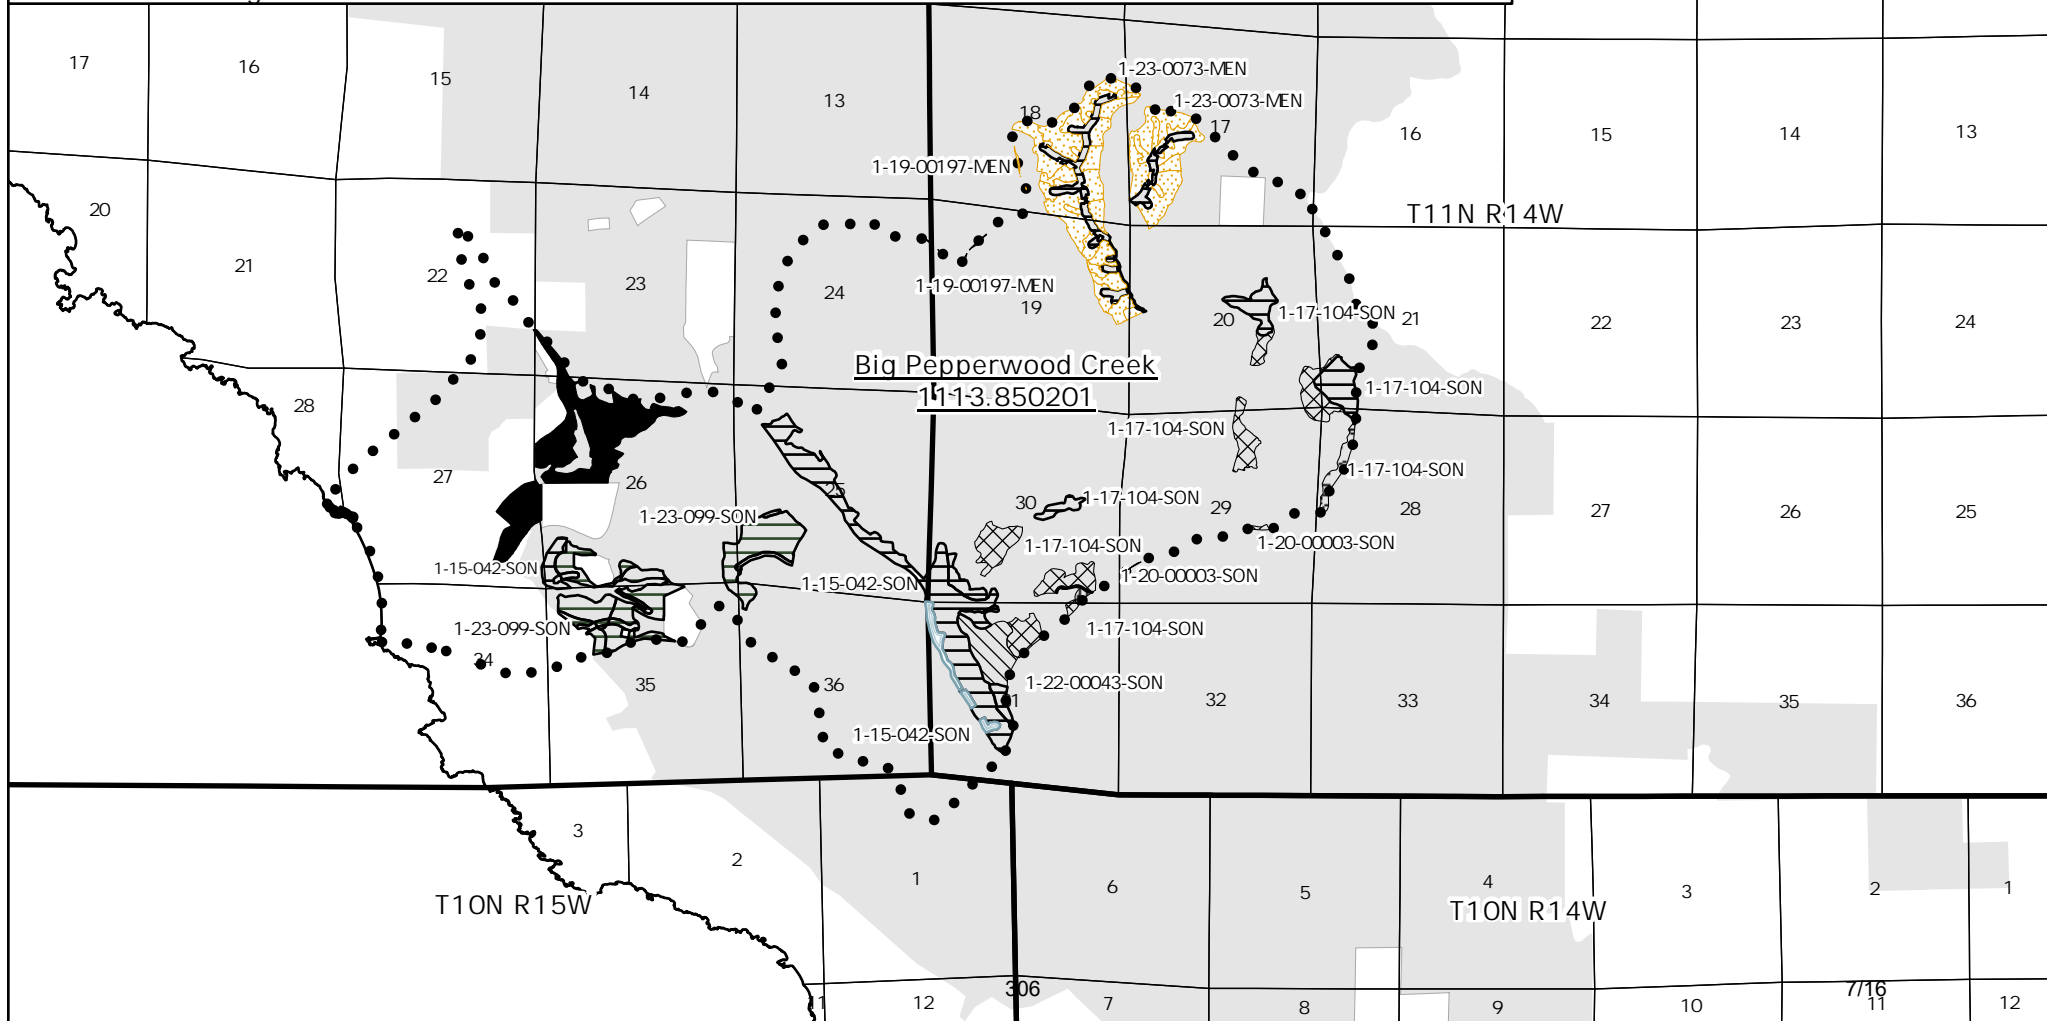 17
16
15
14
13
18
1-23-0073-MEN
1-23-0073-MEN
17
16
15
14
13
1-19-00197-MEN
20
21
22
23
24
1-19-00197-MEN
19
T11N R14W
20
1-17-104-SON
21
22
23
24
Big Pepperwood Creek
1113.850201
28
27
26
25
1-17-104-SON
1-17-104-SON
1-17-104-SON
30
1-17-104-SON
29
28
27
26
25
1-23-099-SON
1-17-104-SON
1-20-00003-SON
1-15-042-SON
1-15-042-SON
1-20-00003-SON
1-23-099-SON
1-17-104-SON
34
35
36
1-22-00043-SON
1
32
33
34
35
36
1-15-042-SON
3
2
1
6
5
4
3
2
1
T10N R15W
T10N R14W
11
12
306
7
8
9
10
7/16
11
12